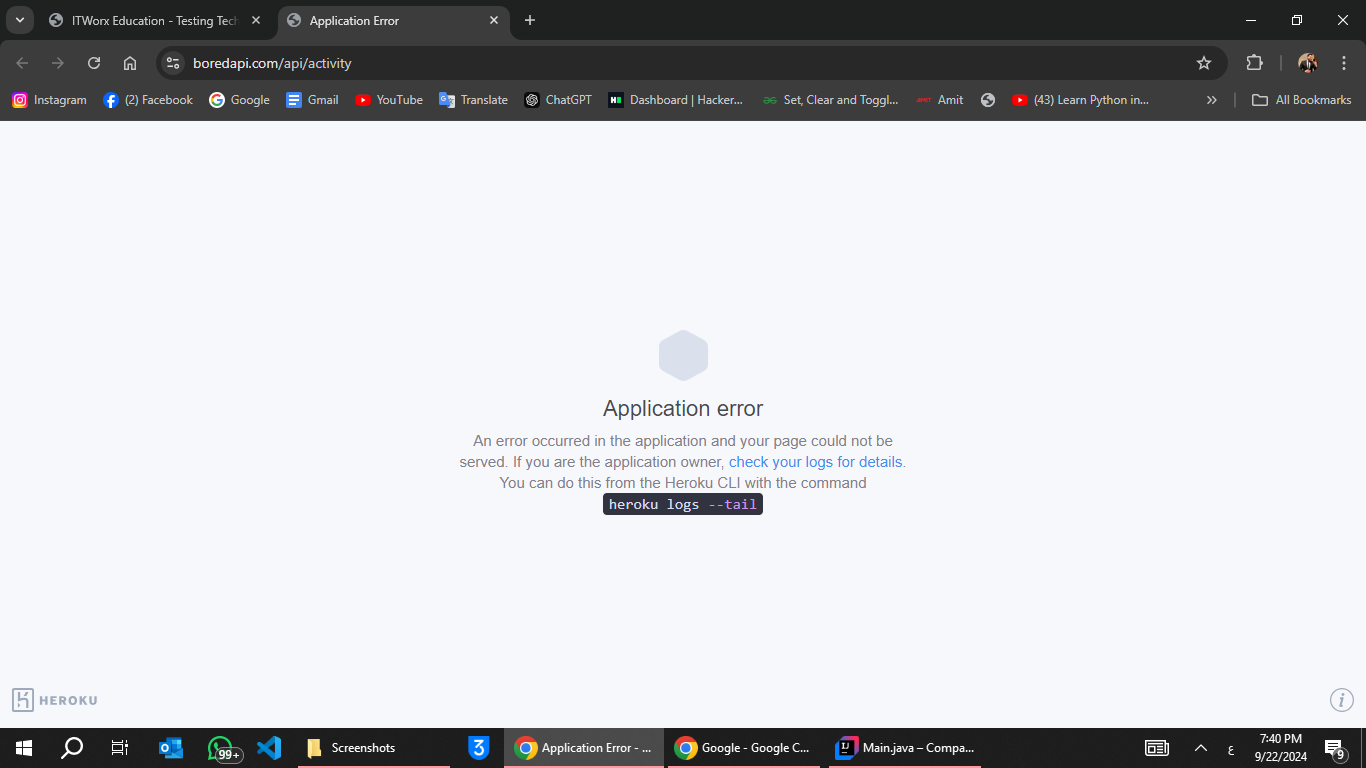 ITWorx Education - Testing Tech
Application Error
boredapi.com/api/activity
Instagram
(2) Facebook
Google
Gmail
YouTube
Translate
ChatGPT
Dashboard | Hacker...
Set, Clear and Toggl...
Amit
(43) Learn Python in...
All Bookmarks
Application error
An error occurred in the application and your page could not be
served. If you are the application owner, check your logs for details.
You can do this from the Heroku CLI with the command
heroku logs --tail
HEROKU
99+
Screenshots
Application Error - ...
Google - Google C...
Main.java – Compa...
ع
7:40 PM
9/22/2024
9